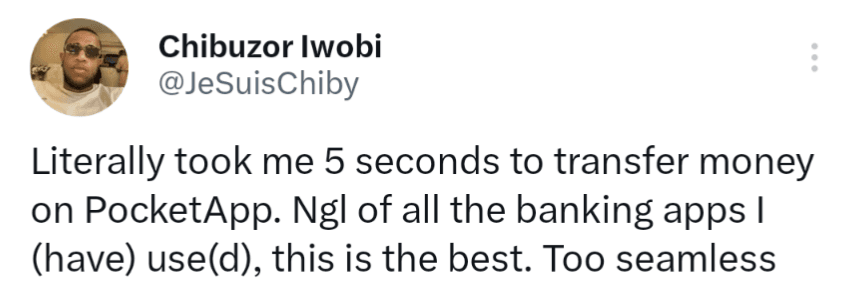 Chibuzor Iwobi
@JeSuisChiby
Literally took me 5 seconds to transfer money
on PocketApp. Ngl of all the banking apps I
(have) use(d), this is the best. Too seamless